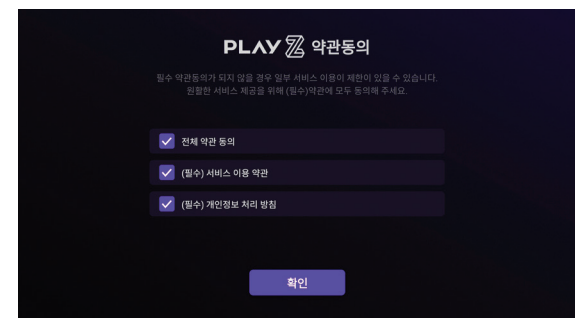 PLAY Z 약관동의
필수 약관동의가 되지 않을 경우 일부 서비스 이용이 제한이 있을 수 있습니다.
원활한 서비스 제공을 위해 (필수)약관에 모두 동의해 주세요.
전체 약관 동의
(필수) 서비스 이용 약관
(필수) 개인정보 처리 방침
확인